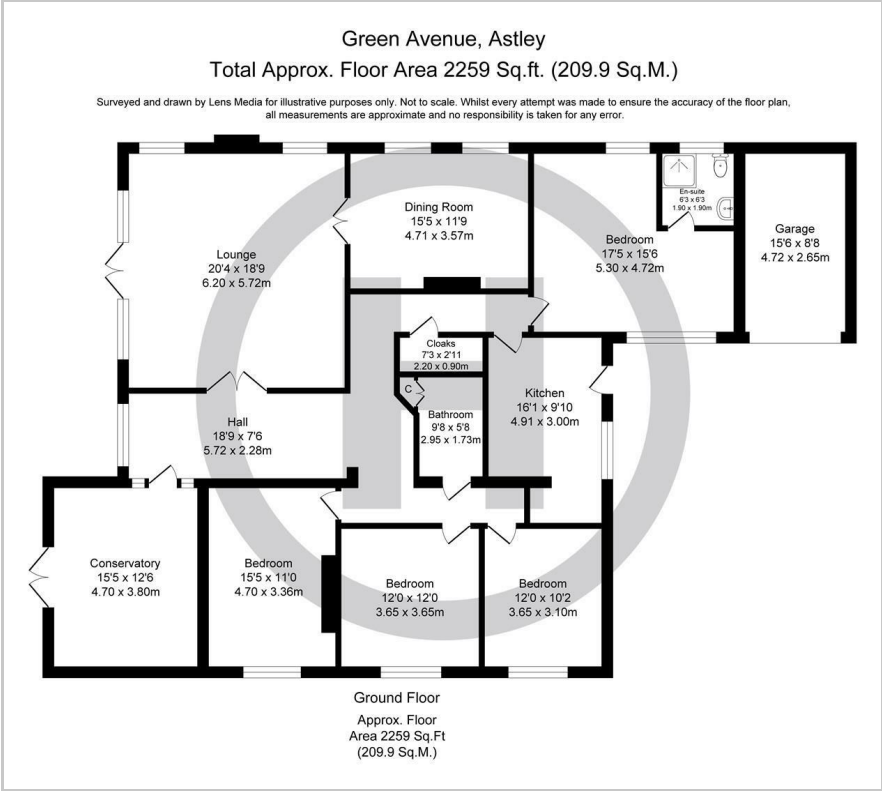 Green Avenue, Astley
Total Approx. Floor Area 2259 Sq.ft. (209.9 Sq.M.)
Surveyed and drawn by Lens Media for illustrative purposes only. Not to scale. Whilst every attempt was made to ensure the accuracy of the floor plan,
all measurements are approximate and no responsibility is taken for any error.
Lounge
20'4 x 18'9
6.20 x 5.72m
Dining Room
15'5 x 11'9
4.71 x 3.57m
En-suite
6'3 x 6'3
1.90 x 1.90m
Bedroom
17'5 x 15'6
5.30 x 4.72m
Garage
15'6 x 8'8
4.72 x 2.65m
Cloaks
7'3 x 2'11
2.20 x 0.90m
C
Bathroom
9'8 x 5'8
2.95 x 1.73m
Kitchen
16'1 x 9'10
4.91 x 3.00m
Hall
18'9 x 7'6
5.72 x 2.28m
Conservatory
15'5 x 12'6
4.70 x 3.80m
Bedroom
15'5 x 11'0
4.70 x 3.36m
Bedroom
12'0 x 12'0
3.65 x 3.65m
Bedroom
12'0 x 10'2
3.65 x 3.10m
Ground Floor
Approx. Floor
Area 2259 Sq.Ft
(209.9 Sq.M.)